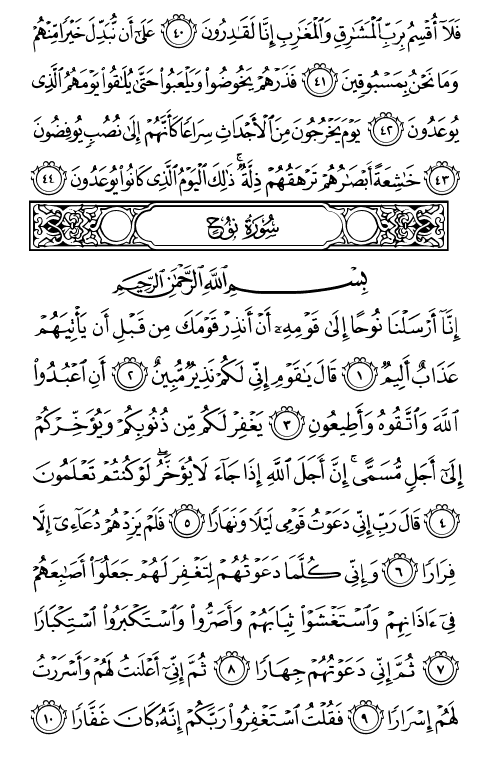 فَلَآ أُقْسِمُ بِرَبِّ ٱلْمَشَٰرِقِ وَٱلْمَغَٰرِبِ إِنَّا لَقَٰدِرُونَ ٤٠ عَلَىٰٓ أَن نُّبَدِّلَ خَيْرًا مِّنْهُمْ
وَمَا نَحْنُ بِمَسْبُوقِينَ ٤١ فَذَرْهُمْ يَخُوضُوا۟ وَيَلْعَبُوا۟ حَتَّىٰ يُلَٰقُوا۟ يَوْمَهُمُ ٱلَّذِى
يُوعَدُونَ ٤٢ يَوْمَ يَخْرُجُونَ مِنَ ٱلْأَجْدَاثِ سِرَاعًا كَأَنَّهُمْ إِلَىٰ نُصُبٍ يُوفِضُونَ
٤٣ خَٰشِعَةً أَبْصَٰرُهُمْ تَرْهَقُهُمْ ذِلَّةٌ ۚ ذَٰلِكَ ٱلْيَوْمُ ٱلَّذِى كَانُوا۟ يُوعَدُونَ ٤٤
سُورَةُ نُوحٍ
بِسْمِ ٱللَّهِ ٱلرَّحْمَٰنِ ٱلرَّحِيمِ
إِنَّآ أَرْسَلْنَا نُوحًا إِلَىٰ قَوْمِهِۦٓ أَنْ أَنذِرْ قَوْمَكَ مِن قَبْلِ أَن يَأْتِيَهُمْ
عَذَابٌ أَلِيمٌ ١ قَالَ يَٰقَوْمِ إِنِّى لَكُمْ نَذِيرٌ مُّبِينٌ ٢ أَنِ ٱعْبُدُوا۟
ٱللَّهَ وَٱتَّقُوهُ وَأَطِيعُونِ ٣ يَغْفِرْ لَكُم مِّن ذُنُوبِكُمْ وَيُؤَخِّرْكُمْ
إِلَىٰٓ أَجَلٍ مُّسَمًّى ۚ إِنَّ أَجَلَ ٱللَّهِ إِذَا جَآءَ لَا يُؤَخَّرُ ۖ لَوْ كُنتُمْ تَعْلَمُونَ
٤ قَالَ رَبِّ إِنِّى دَعَوْتُ قَوْمِى لَيْلًا وَنَهَارًا ٥ فَلَمْ يَزِدْهُمْ دُعَآءِىٓ إِلَّا
فِرَارًا ٦ وَإِنِّى كُلَّمَا دَعَوْتُهُمْ لِتَغْفِرَ لَهُمْ جَعَلُوٓا۟ أَصَٰبِعَهُمْ
فِىٓ ءَاذَانِهِمْ وَٱسْتَغْشَوْا۟ ثِيَابَهُمْ وَأَصَرُّوا۟ وَٱسْتَكْبَرُوا۟ ٱسْتِكْبَارًا
٧ ثُمَّ إِنِّى دَعَوْتُهُمْ جِهَارًا ٨ ثُمَّ إِنِّىٓ أَعْلَنتُ لَهُمْ وَأَسْرَرْتُ
لَهُمْ إِسْرَارًا ٩ فَقُلْتُ ٱسْتَغْفِرُوا۟ رَبَّكُمْ إِنَّهُۥ كَانَ غَفَّارًا ١٠